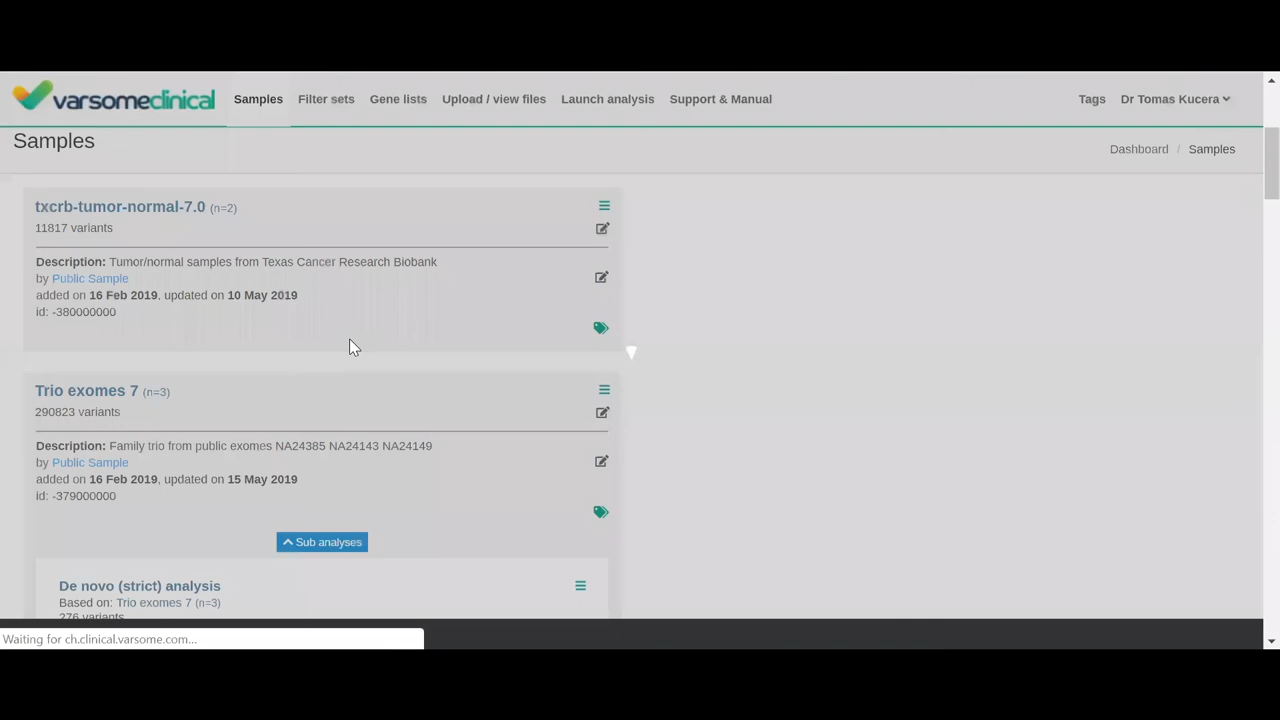 varsomeclinical Samples Filter sets Gene lists Upload / view files Launch analysis Support & Manual Tags Dr Tomas Kucera
Samples
Dashboard / Samples
txcrb-tumor-normal-7.0 (n=2)
11817 variants
Description: Tumor/normal samples from Texas Cancer Research Biobank
by Public Sample
added on 16 Feb 2019, updated on 10 May 2019
id: -380000000
Trio exomes 7 (n=3)
290823 variants
Description: Family trio from public exomes NA24385 NA24143 NA24149
by Public Sample
added on 16 Feb 2019, updated on 15 May 2019
id: -379000000
Sub analyses
De novo (strict) analysis
Based on: Trio exomes 7 (n=3)
276 variants
Waiting for ch.clinical.varsome.com...